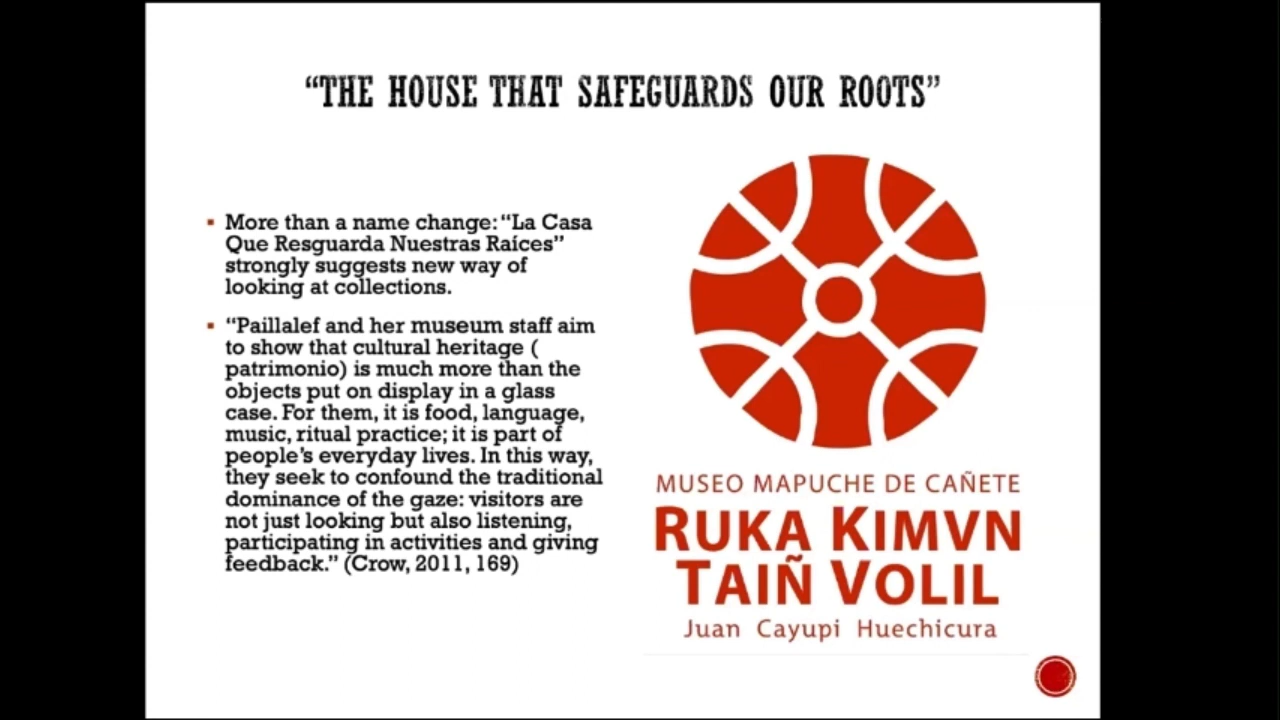 “THE HOUSE THAT SAFEGUARDS OUR ROOTS”
▪ More than a name change: “La Casa
Que Resguarda Nuestras Raíces”
strongly suggests new way of
looking at collections.
▪ “Paillalef and her museum staff aim
to show that cultural heritage (
patrimonio) is much more than the
objects put on display in a glass
case. For them, it is food, language,
music, ritual practice; it is part of
people’s everyday lives. In this way,
they seek to confound the traditional
dominance of the gaze: visitors are
not just looking but also listening,
participating in activities and giving
feedback.” (Crow, 2011, 169)
MUSEO MAPUCHE DE CAÑETE
RUKA KIMVN
TAIÑ VOLIL
Juan Cayupi Huechicura